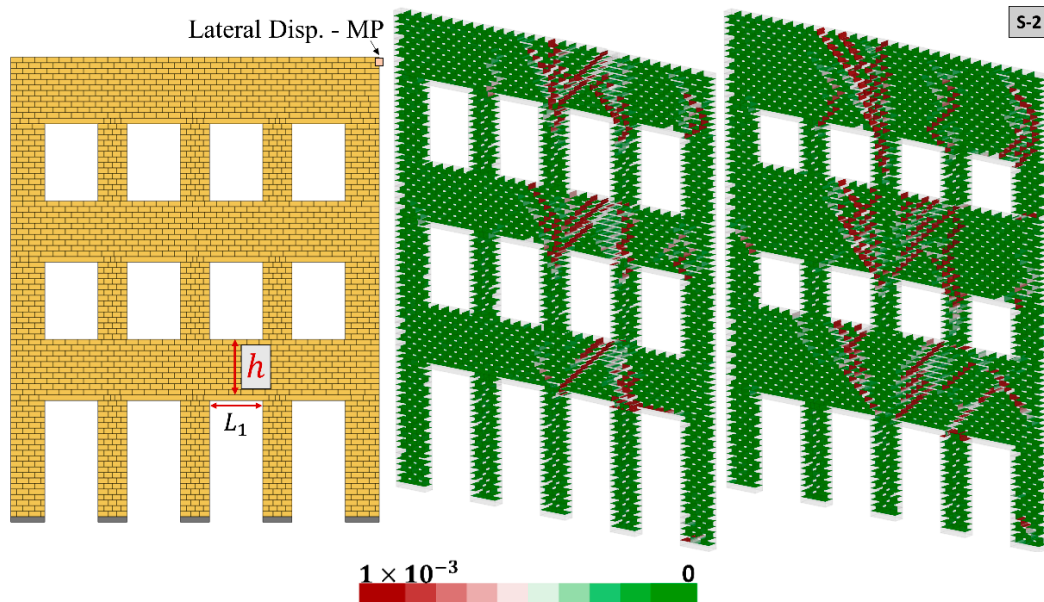 Lateral Disp. - MP
S-2
h
L₁
1 × 10⁻³
0